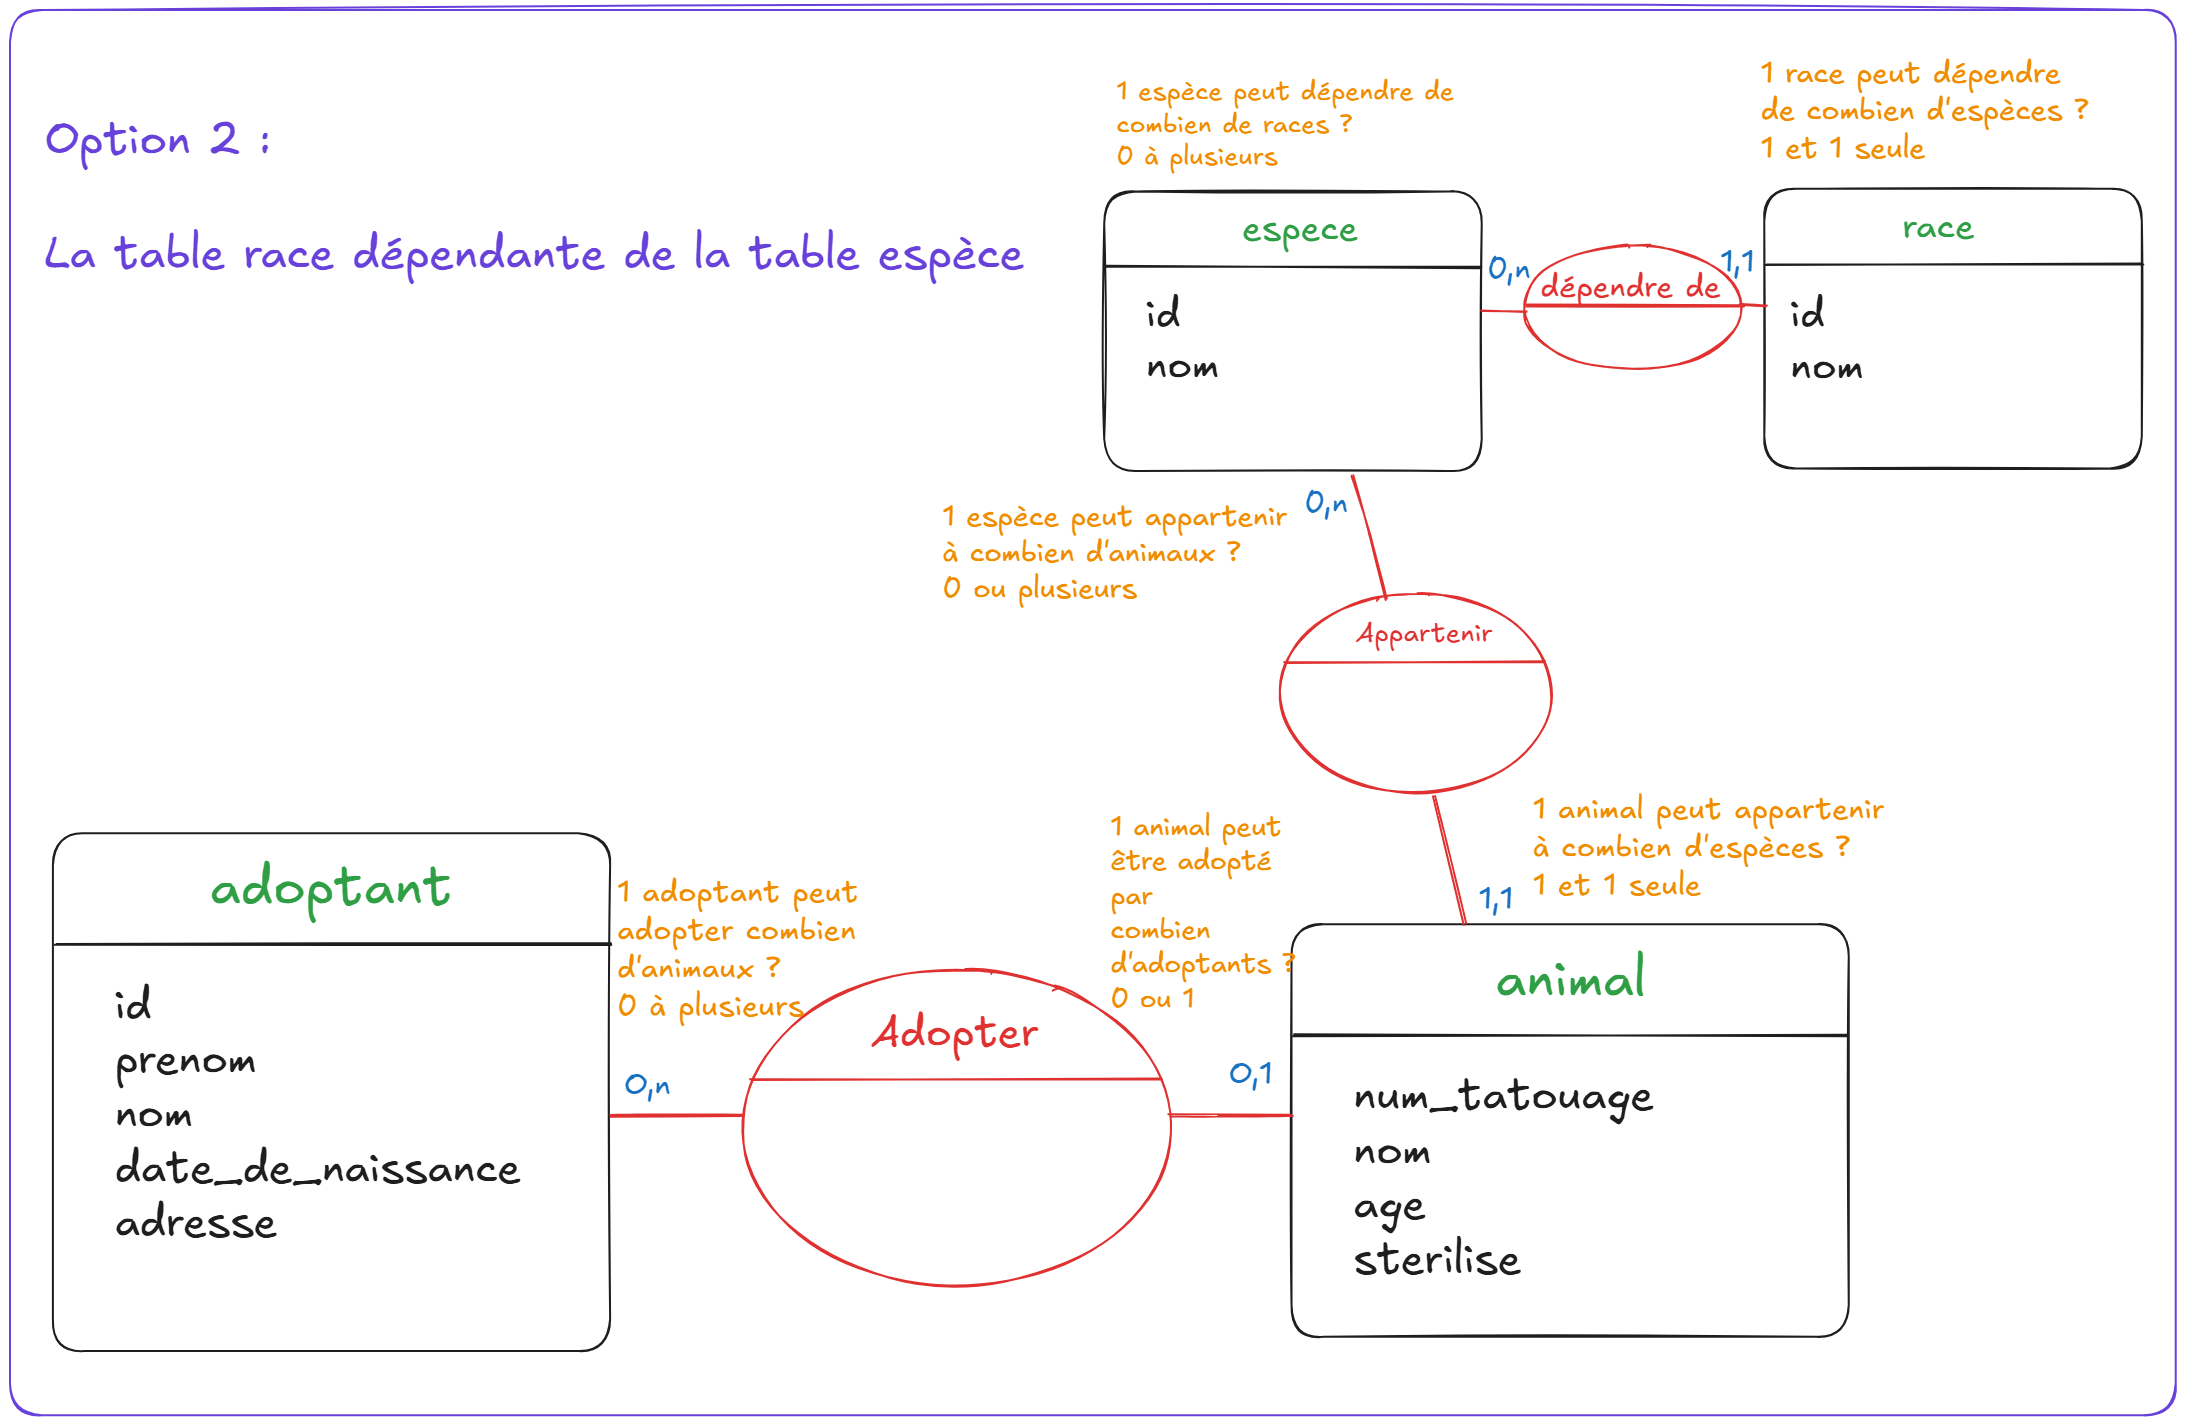 Option 2 :
La table race dépendante de la table espèce
1 espèce peut dépendre de
combien de races ?
0 à plusieurs
1 race peut dépendre
de combien d'espèces ?
1 et 1 seule
espece
id
nom
0,n
dépendre de
1,1
race
id
nom
0,n
1 espèce peut appartenir
à combien d'animaux ?
0 ou plusieurs
Appartenir
1 animal peut appartenir
à combien d'espèces ?
1 et 1 seule
1,1
adoptant
id
prenom
nom
date_de_naissance
adresse
1 adoptant peut
adopter combien
d'animaux ?
0 à plusieurs
0,n
Adopter
1 animal peut
être adopté
par
combien
d'adoptants ?
0 ou 1
0,1
animal
num_tatouage
nom
age
sterilise